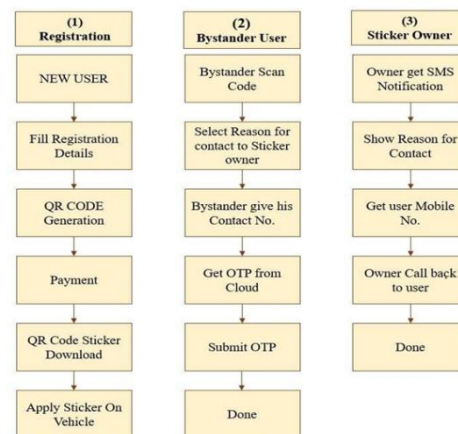 (1)
Registration
NEW USER
Fill Registration
Details
QR CODE
Generation
Payment
QR Code Sticker
Download
Apply Sticker On
Vehicle
(2)
Bystander User
Bystander Scan
Code
Select Reason for
contact to Sticker
owner
Bystander give his
Contact No.
Get OTP from
Cloud
Submit OTP
Done
(3)
Sticker Owner
Owner get SMS
Notification
Show Reason for
Contact
Get user Mobile
No.
Owner Call back
to user
Done